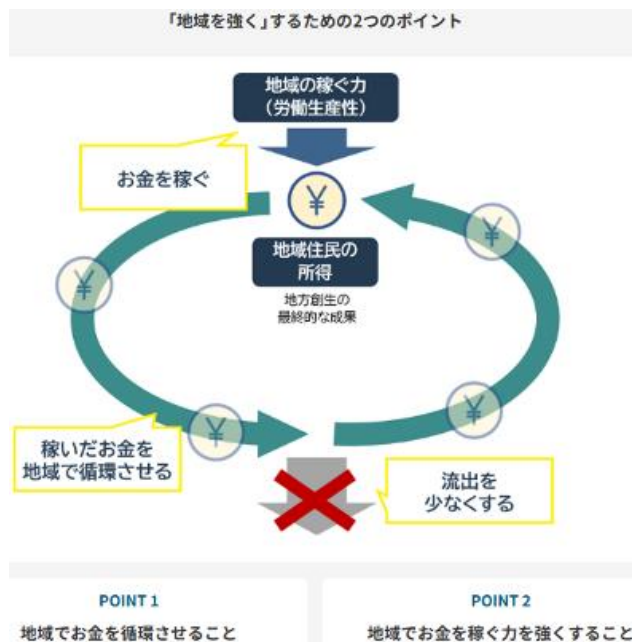 「地域を強く」するための2つのポイント
地域の稼ぐ力
（労働生産性）
お金を稼ぐ
¥
¥
¥
地域住民の
所得
地方創生の
最終的な成果
¥
¥
稼いだお金を
地域で循環させる
流出を
少なくする
POINT 1
地域でお金を循環させること
POINT 2
地域でお金を稼ぐ力を強くすること